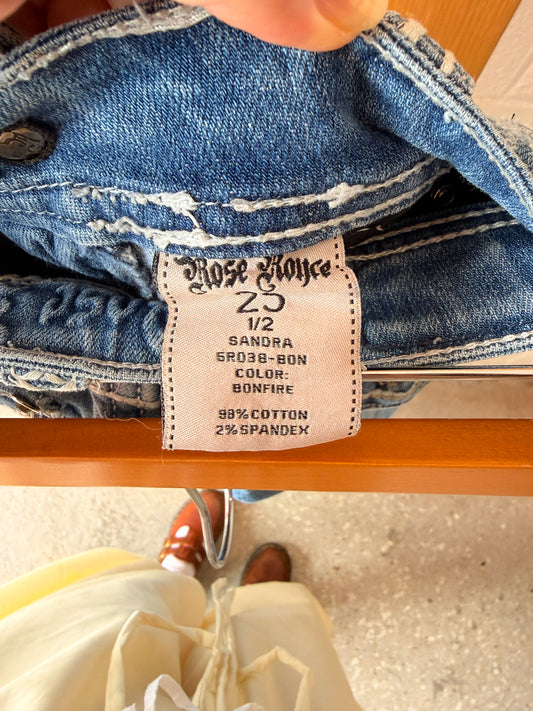 Rose Royce
25
1/2
SANDRA
5R038-BON
COLOR:
BONFIRE
98%COTTON
2%SPANDEX